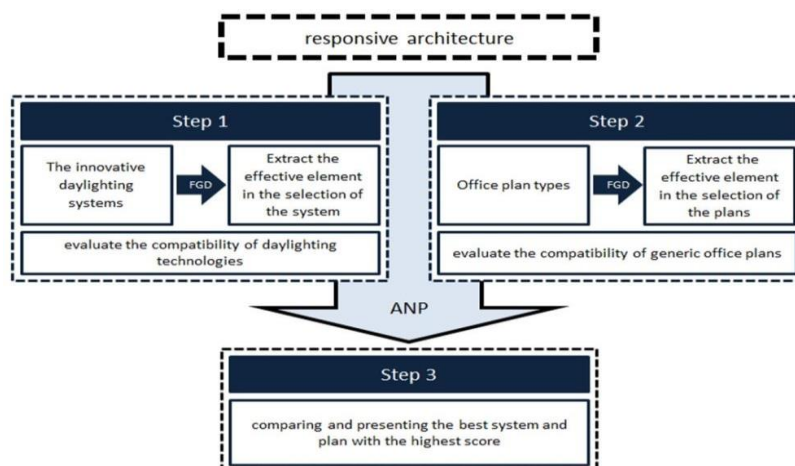 responsive architecture
Step 1
The innovative
daylighting
systems
FGD
Extract the
effective element
in the selection of
the system
evaluate the compatibility of daylighting
technologies
Step 2
Office plan types
FGD
Extract the
effective element
in the selection of
the plans
evaluate the compatibility of generic office plans
ANP
Step 3
comparing and presenting the best system and
plan with the highest score